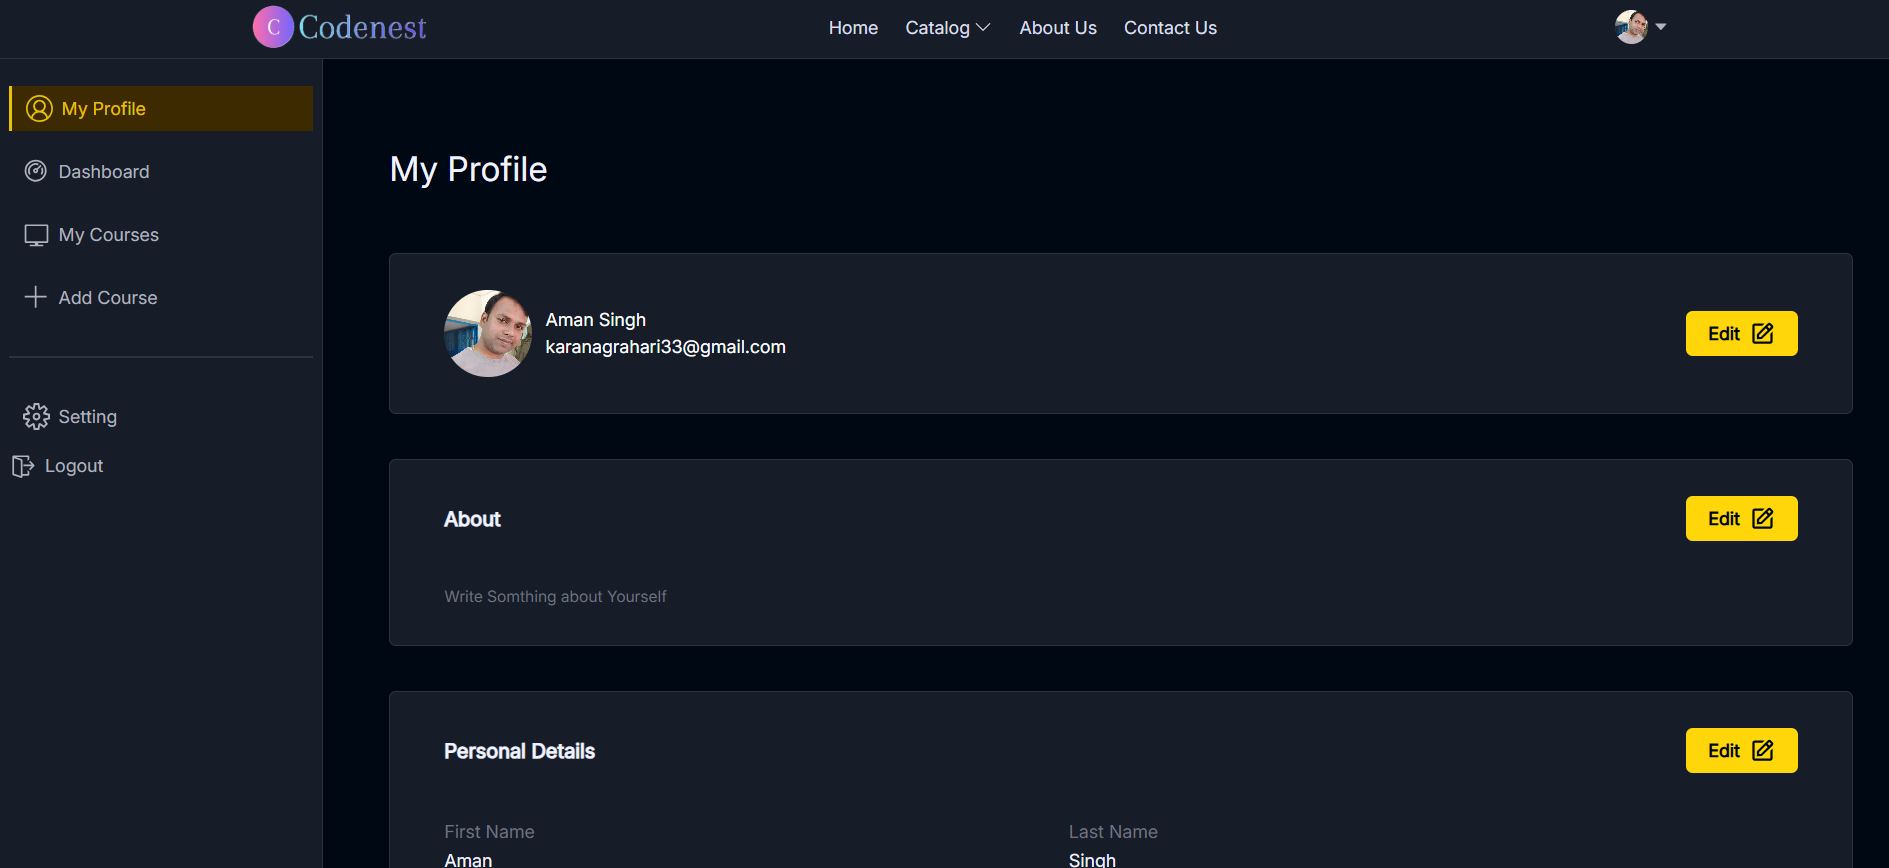 C Codenest
Home Catalog About Us Contact Us
My Profile
Dashboard
My Courses
Add Course
Setting
Logout
My Profile
Aman Singh
karanagrahari33@gmail.com
Edit
About
Edit
Write Somthing about Yourself
Personal Details
Edit
First Name Last Name
Aman Singh